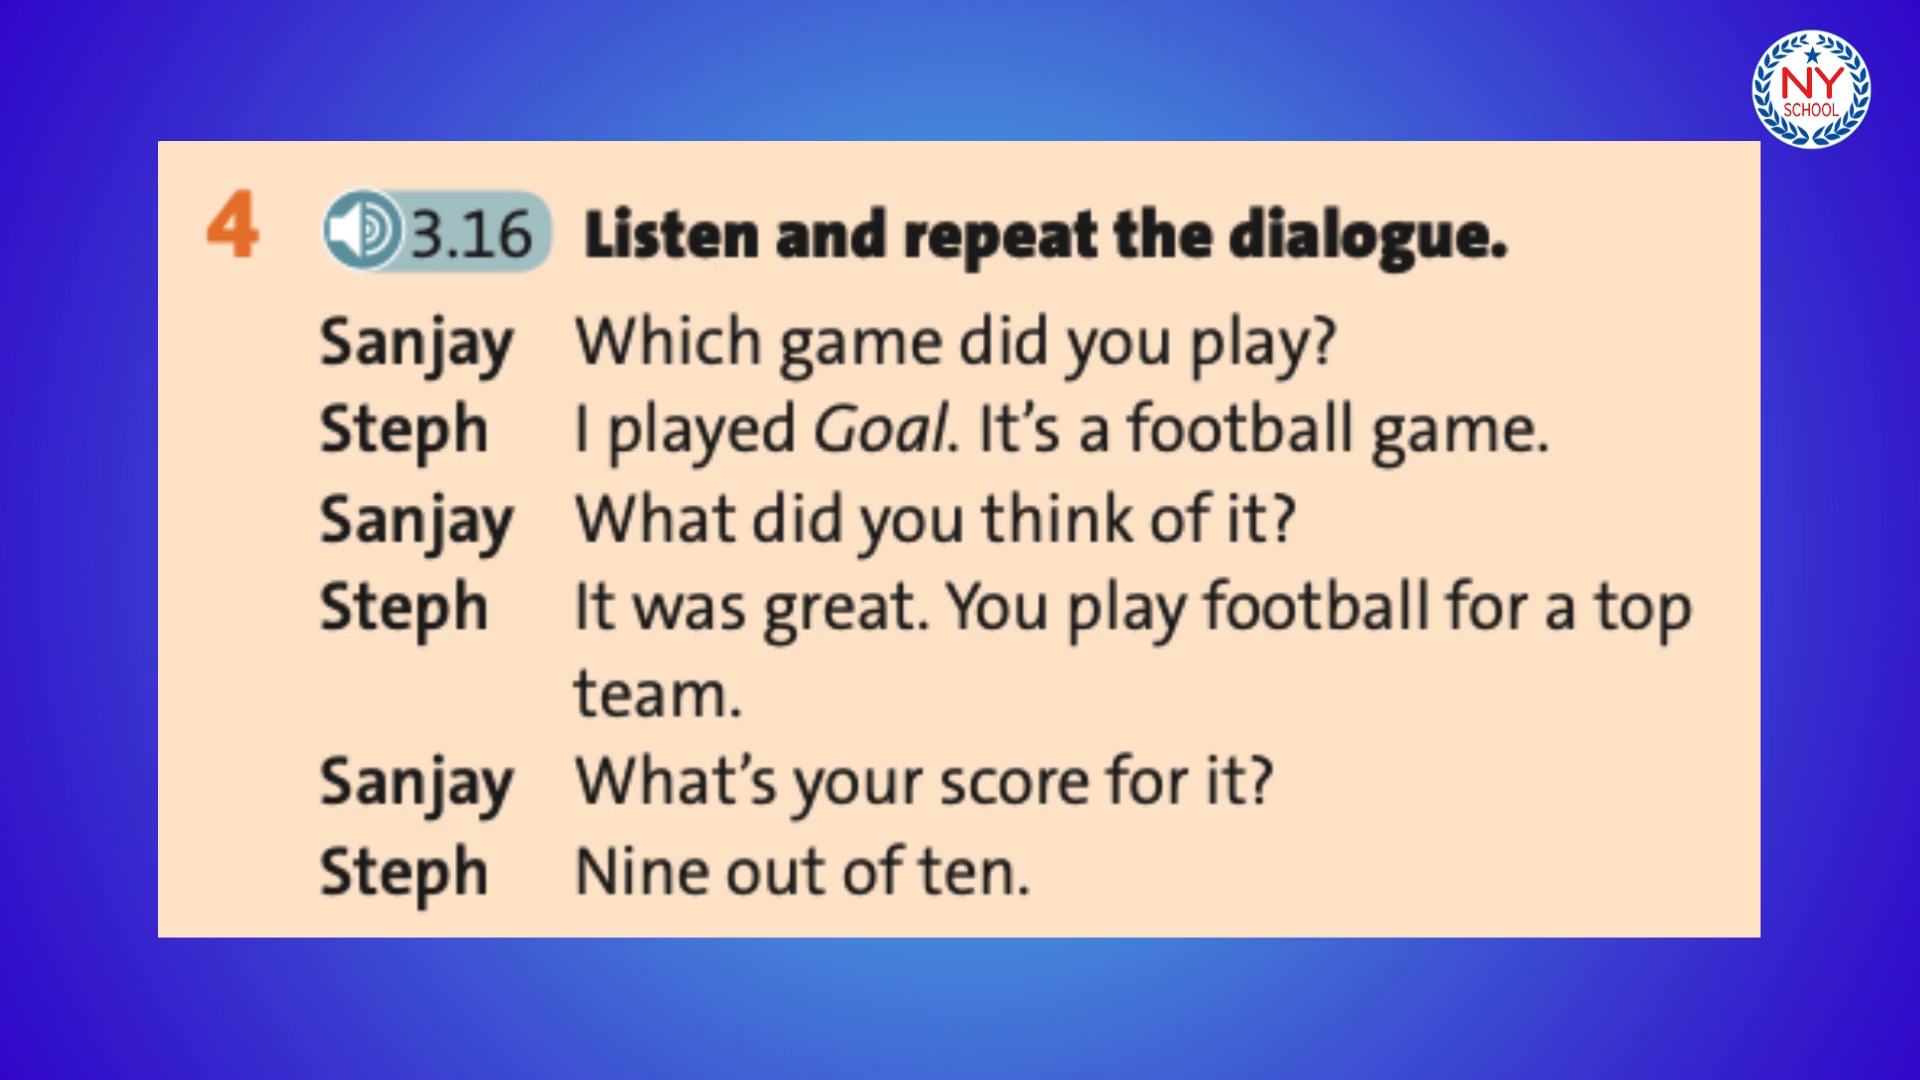 NY
SCHOOL
4 3.16 Listen and repeat the dialogue.
Sanjay Which game did you play?
Steph I played Goal. It's a football game.
Sanjay What did you think of it?
Steph It was great. You play football for a top
team.
Sanjay What's your score for it?
Steph Nine out of ten.